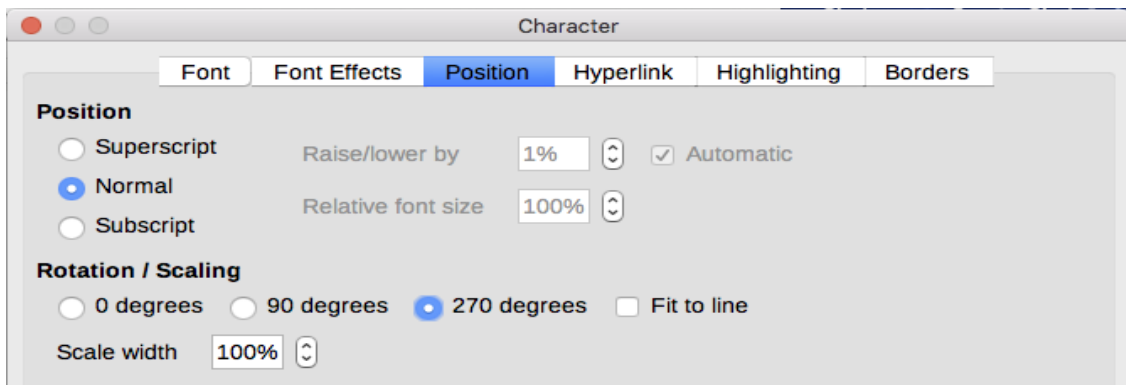 Character
Font Font Effects Position Hyperlink Highlighting Borders
Position
Superscript
Raise/lower by 1% Automatic
Normal
Relative font size 100%
Subscript
Rotation / Scaling
0 degrees 90 degrees 270 degrees Fit to line
Scale width 100%